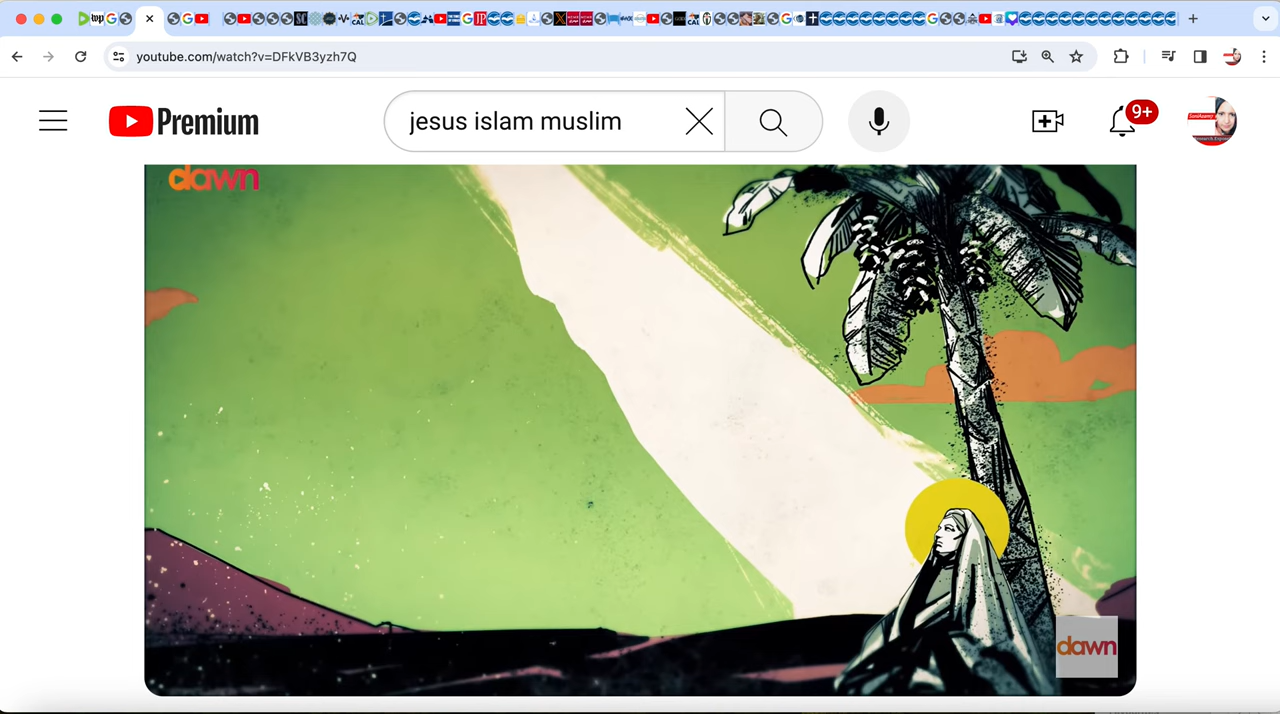 youtube.com/watch?v=DFkVB3yzh7Q
Premium
jesus islam muslim
9+
dawn
dawn